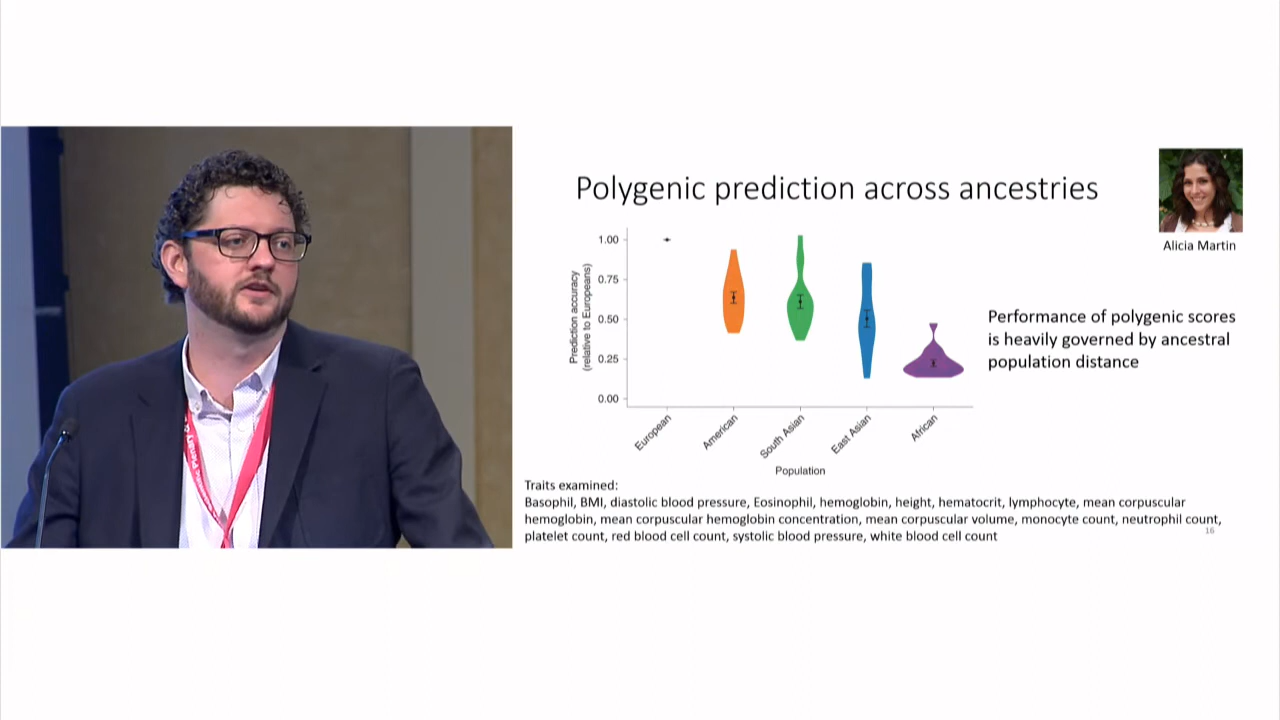 Polygenic prediction across ancestries
Alicia Martin
Prediction accuracy
(relative to Europeans)
1.00
0.75
0.50
0.25
0.00
European
American
South Asian
East Asian
African
Population
Performance of polygenic scores
is heavily governed by ancestral
population distance
Traits examined:
Basophil, BMI, diastolic blood pressure, Eosinophil, hemoglobin, height, hematocrit, lymphocyte, mean corpuscular
hemoglobin, mean corpuscular hemoglobin concentration, mean corpuscular volume, monocyte count, neutrophil count,
platelet count, red blood cell count, systolic blood pressure, white blood cell count
16